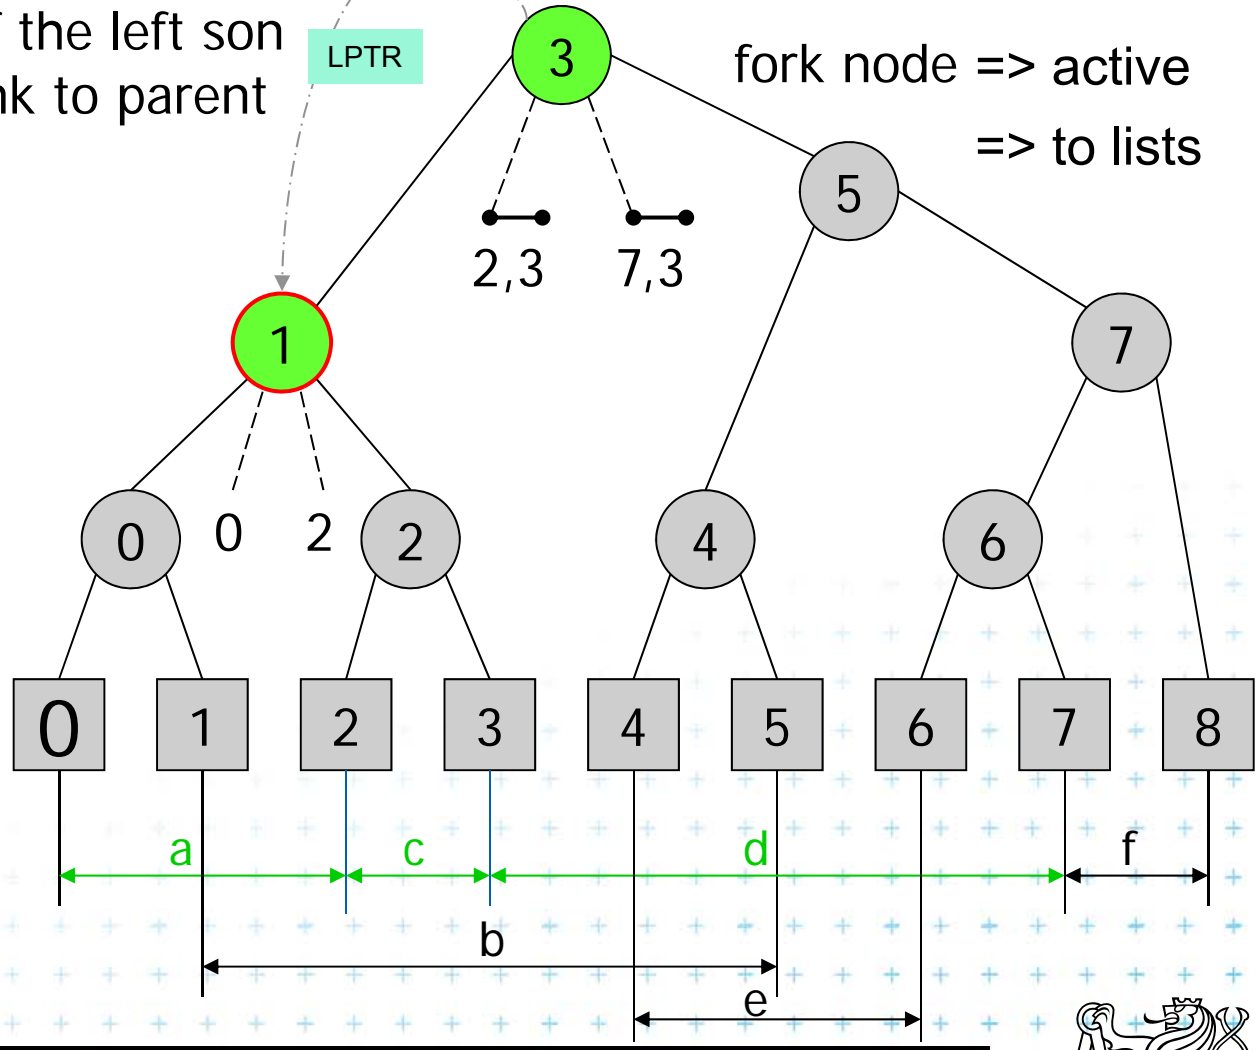 the left son
to parent
LPTR
fork node => active
=> to lists
3
5
2,3 7,3
1
7
0 0 2 2 4 6
0 1 2 3 4 5 6 7 8
a c d f
b
e